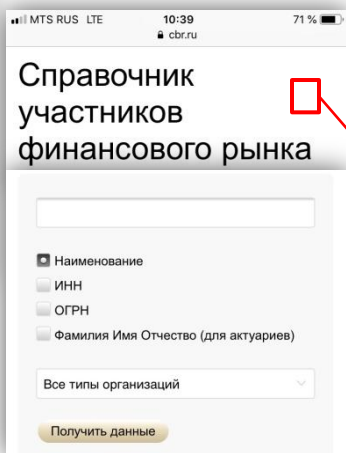 MTS RUS LTE 10:39 71 %
cbr.ru
Справочник
участников
финансового рынка
Наименование
ИНН
ОГРН
Фамилия Имя Отчество (для актуариев)
Все типы организаций
Получить данные